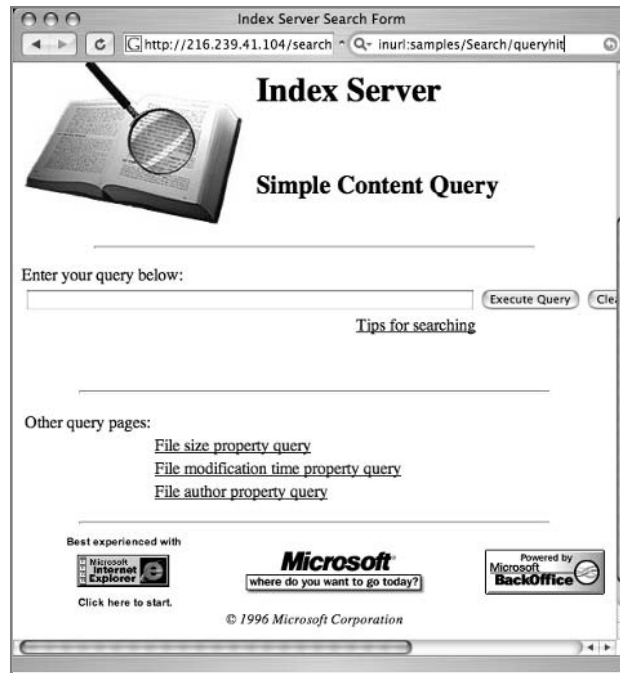 Index Server Search Form
http://216.239.41.104/search
inurl:samples/Search/queryhit
Index Server
Simple Content Query
Enter your query below:
Execute Query
Cle
Tips for searching
Other query pages:
File size property query
File modification time property query
File author property query
Best experienced with
Microsoft
Internet
Explorer
Click here to start.
Microsoft
where do you want to go today?
Powered by
Microsoft
BackOffice
© 1996 Microsoft Corporation